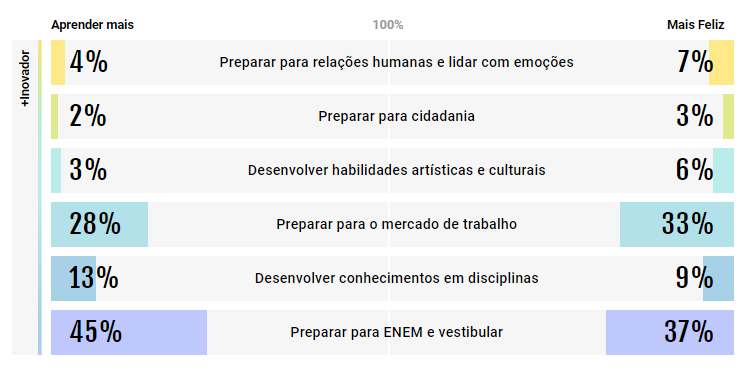 Aprender mais 100% Mais Feliz
+Inovador
4% Preparar para relações humanas e lidar com emoções 7%
2% Preparar para cidadania 3%
3% Desenvolver habilidades artísticas e culturais 6%
28% Preparar para o mercado de trabalho 33%
13% Desenvolver conhecimentos em disciplinas 9%
45% Preparar para ENEM e vestibular 37%